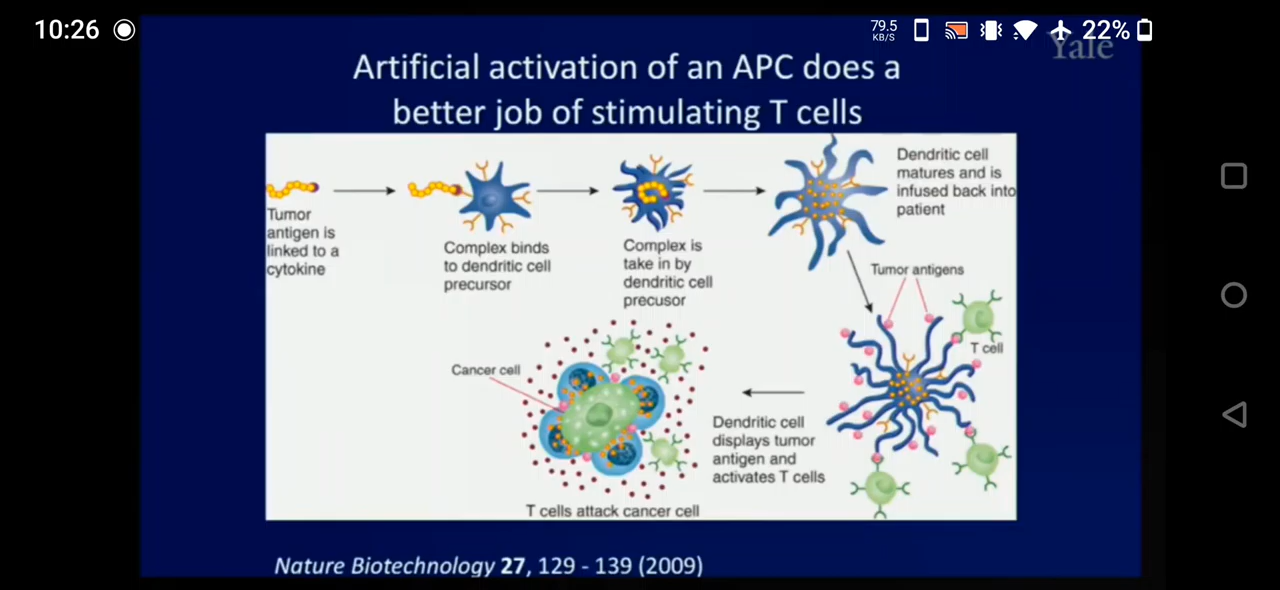 10:26
79.5
KB/S
22%
Yale
Artificial activation of an APC does a
better job of stimulating T cells
Tumor
antigen is
linked to a
cytokine
Complex binds
to dendritic cell
precursor
Complex is
take in by
dendritic cell
precusor
Dendritic cell
matures and is
infused back into
patient
Tumor antigens
T cell
Cancer cell
Dendritic cell
displays tumor
antigen and
activates T cells
T cells attack cancer cell
Nature Biotechnology 27, 129 - 139 (2009)